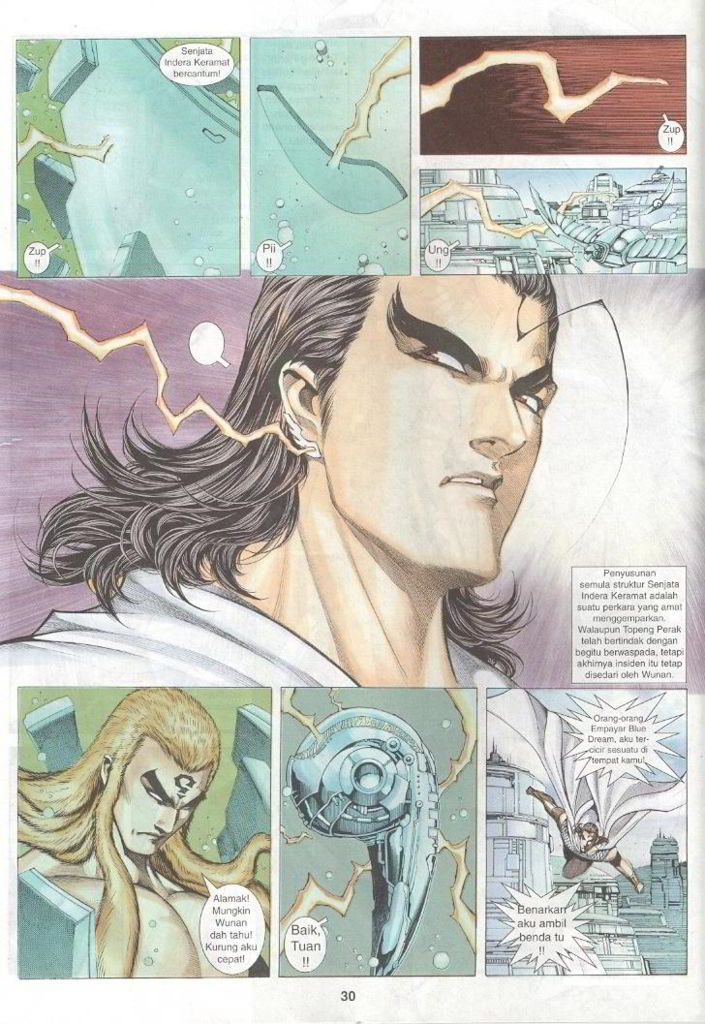 Senjata
Indera Keramat
bercantum!
Zup
!!
Pii
!!
Zup
!!
Ung
!!
Penyusunan
semula struktur Senjata
Indera Keramat adalah
suatu perkara yang amat
menggemparkan.
Walaupun Topeng Perak
telah bertindak dengan
begitu berwaspada, tetapi
akhirnya insiden itu tetap
disedari oleh Wunan.
Alamak!
Mungkin
Wunan
dah tahu!
Kurung aku
cepat!
Baik,
Tuan
!!
Orang-orang
Empayar Blue
Dream, aku ter-
cicir sesuatu di
tempat kamu!
Benarkan
aku ambil
benda tu
!!
30